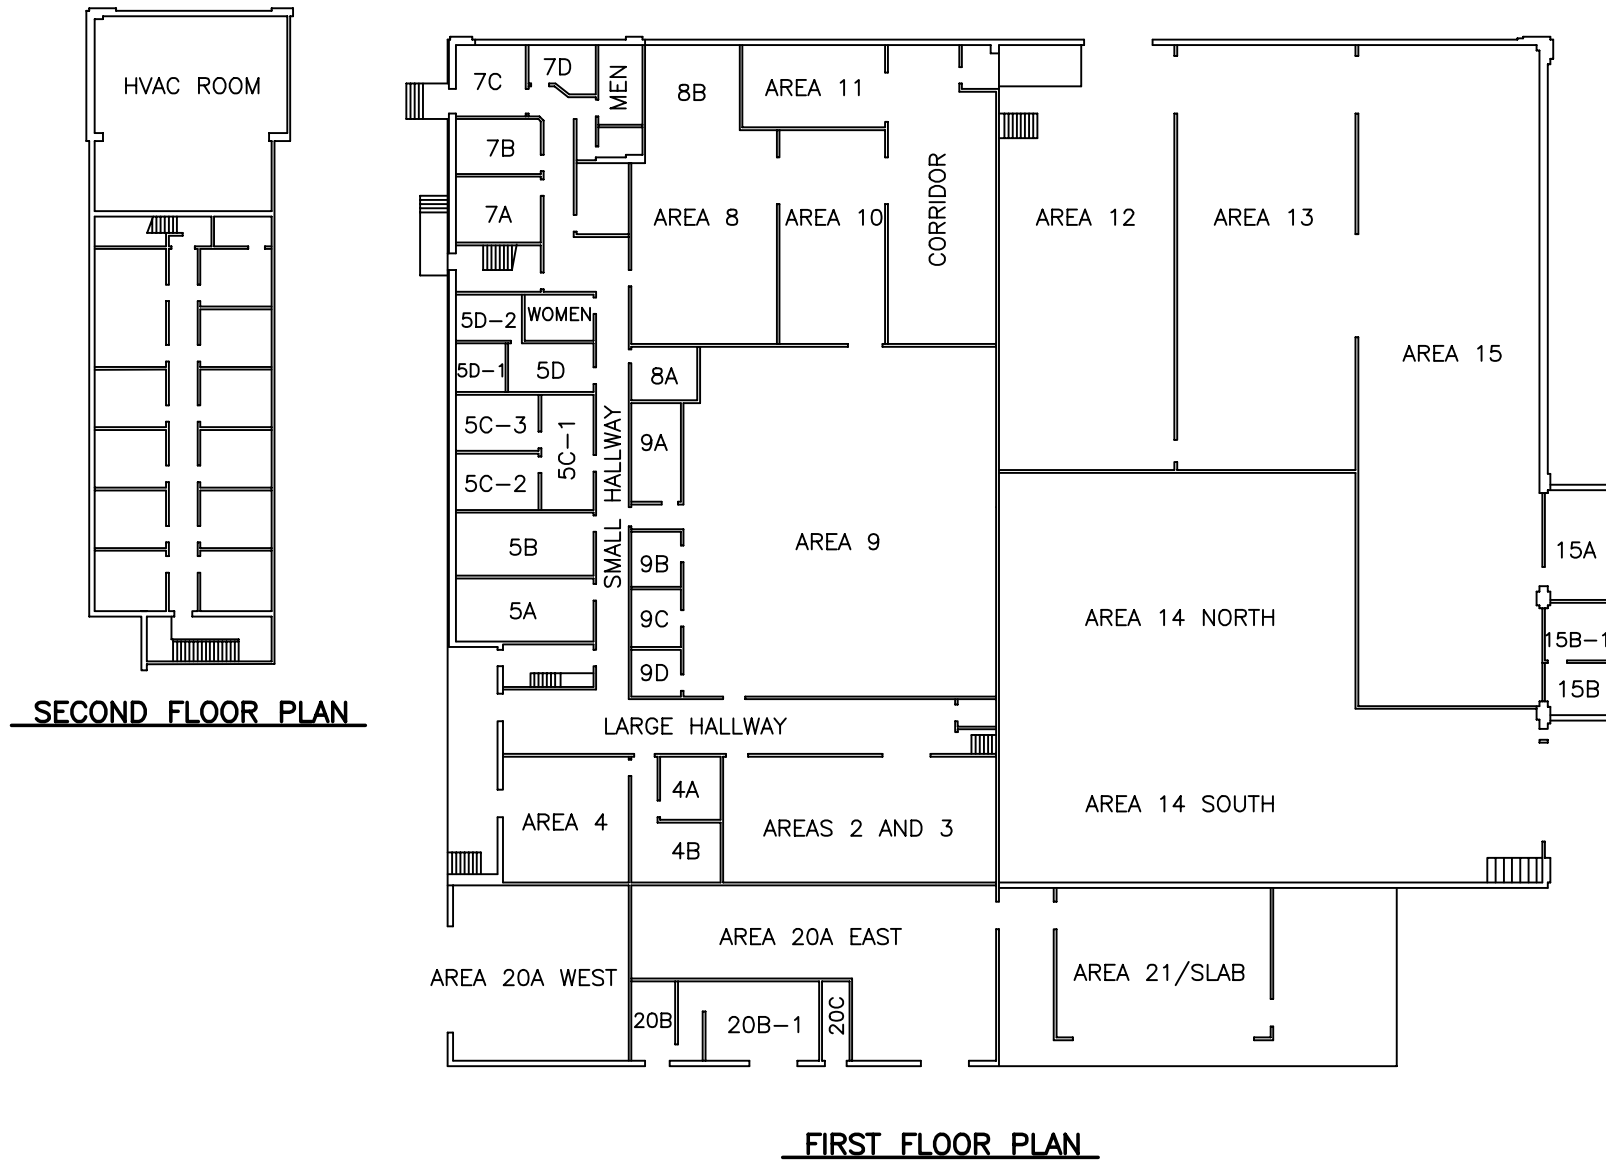 HVAC ROOM
SECOND FLOOR PLAN
7C
7D
MEN
8B
AREA 11
7B
7A
AREA 8
AREA 10
CORRIDOR
AREA 12
AREA 13
5D-2
WOMEN
5D-1
5D
8A
AREA 15
5C-3
5C-1
5C-2
SMALL HALLWAY
9A
5B
9B
AREA 9
15A
5A
9C
AREA 14 NORTH
15B-1
9D
15B
LARGE HALLWAY
4A
AREA 4
AREAS 2 AND 3
AREA 14 SOUTH
4B
AREA 20A EAST
AREA 20A WEST
AREA 21/SLAB
20B
20B-1
20C
FIRST FLOOR PLAN